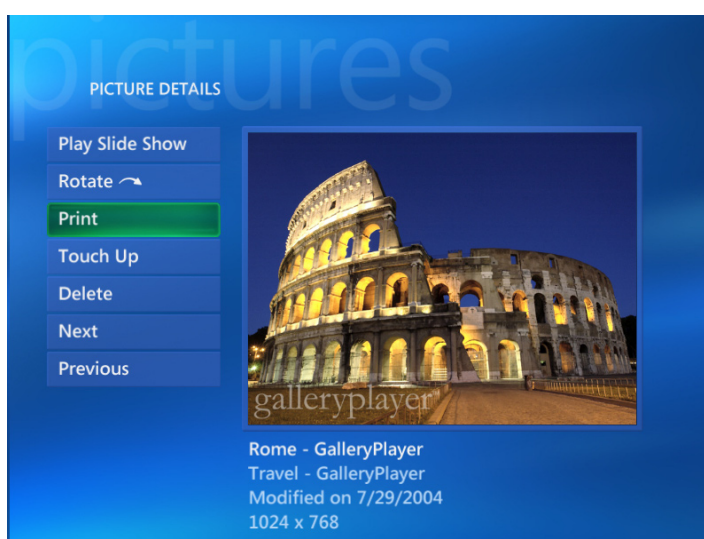 pictures
PICTURE DETAILS
Play Slide Show
Rotate
Print
Touch Up
Delete
Next
Previous
galleryplayer
Rome - GalleryPlayer
Travel - GalleryPlayer
Modified on 7/29/2004
1024 x 768